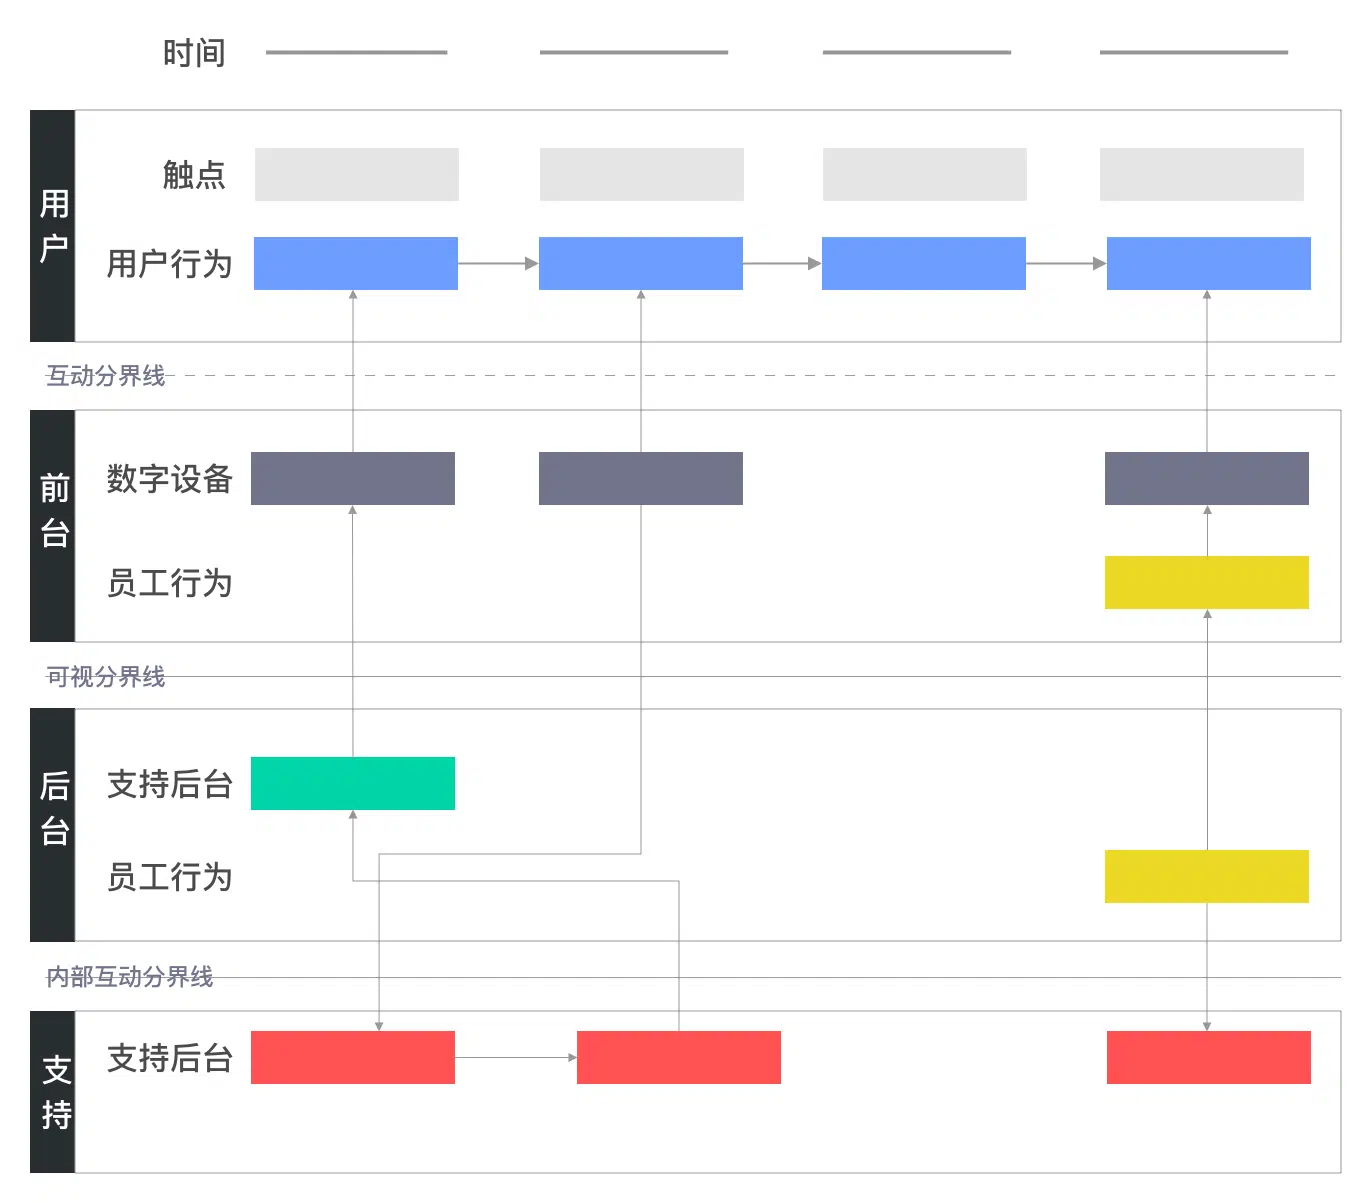 时间
用户
触点
用户行为
互动分界线
前台
数字设备
员工行为
可视分界线
后台
支持后台
员工行为
内部互动分界线
支持
支持后台